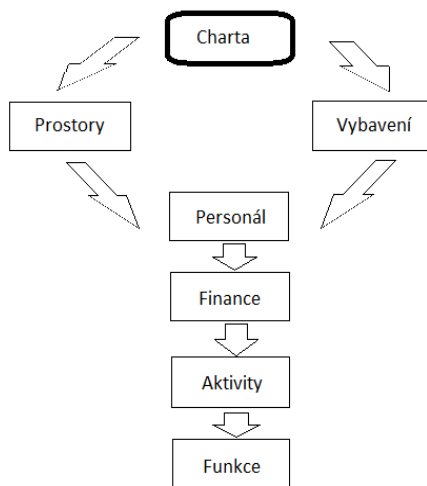 Charta
Prostory
Vybavení
Personál
Finance
Aktivity
Funkce